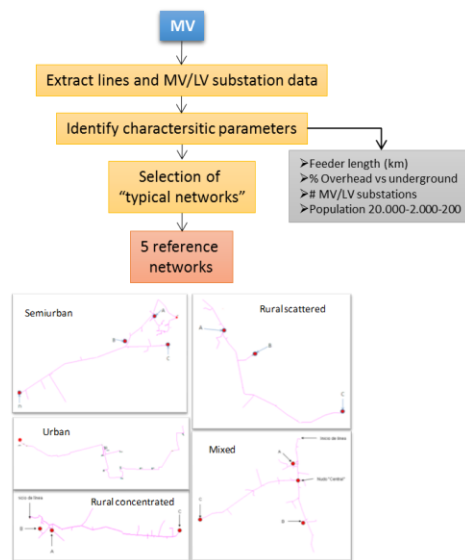 MV
Extract lines and MV/LV substation data
Identify charactersitic parameters
➢Feeder length (km)
➢% Overhead vs underground
➢# MV/LV substations
➢Population 20.000-2.000-200
Selection of
“typical networks”
5 reference
networks
Semiurban
B
C
Rural scattered
A
B
C
Urban
Mixed
A
C
B
Rural concentrated
B
A
C